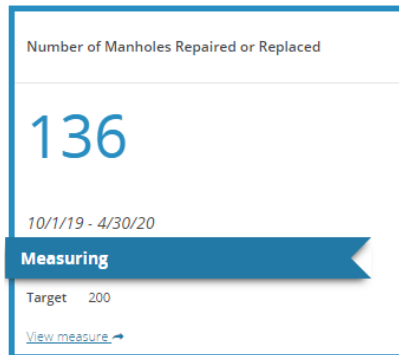 Number of Manholes Repaired or Replaced
136
10/1/19 - 4/30/20
Measuring
Target 200
View measure